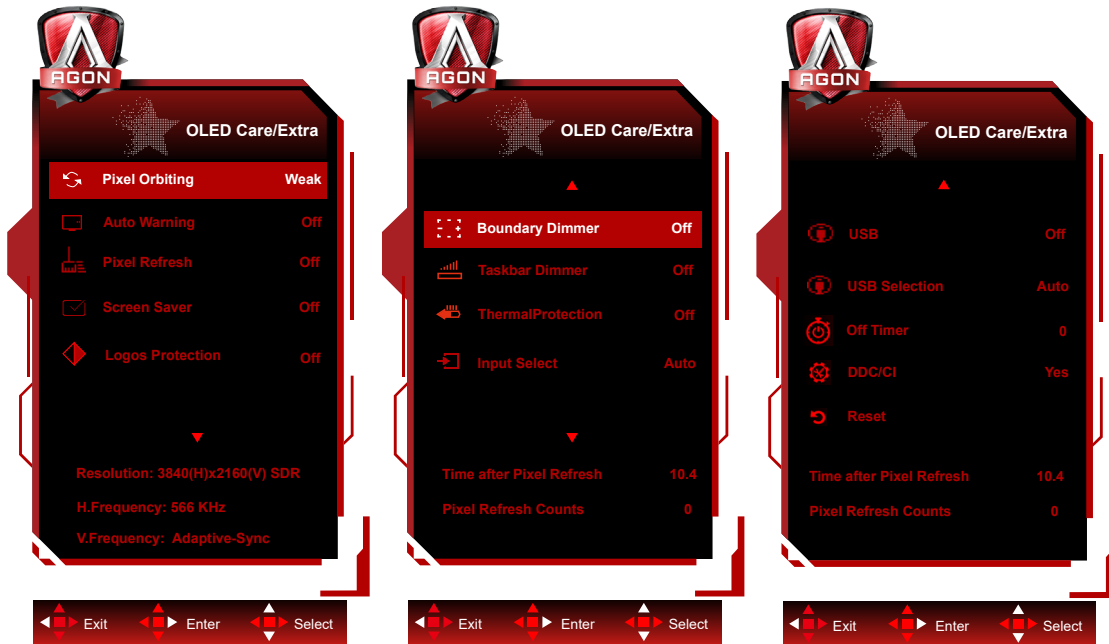 AGON
OLED Care/Extra
Pixel Orbiting Weak
Auto Warning Off
Pixel Refresh Off
Screen Saver Off
Logos Protection Off
Resolution: 3840(H)x2160(V) SDR
H.Frequency: 566 KHz
V.Frequency: Adaptive-Sync
Exit Enter Select
AGON
OLED Care/Extra
Boundary Dimmer Off
Taskbar Dimmer Off
ThermalProtection Off
Input Select Auto
Time after Pixel Refresh 10.4
Pixel Refresh Counts 0
Exit Enter Select
AGON
OLED Care/Extra
USB Off
USB Selection Auto
Off Timer 0
DDC/CI Yes
Reset
Time after Pixel Refresh 10.4
Pixel Refresh Counts 0
Exit Enter Select